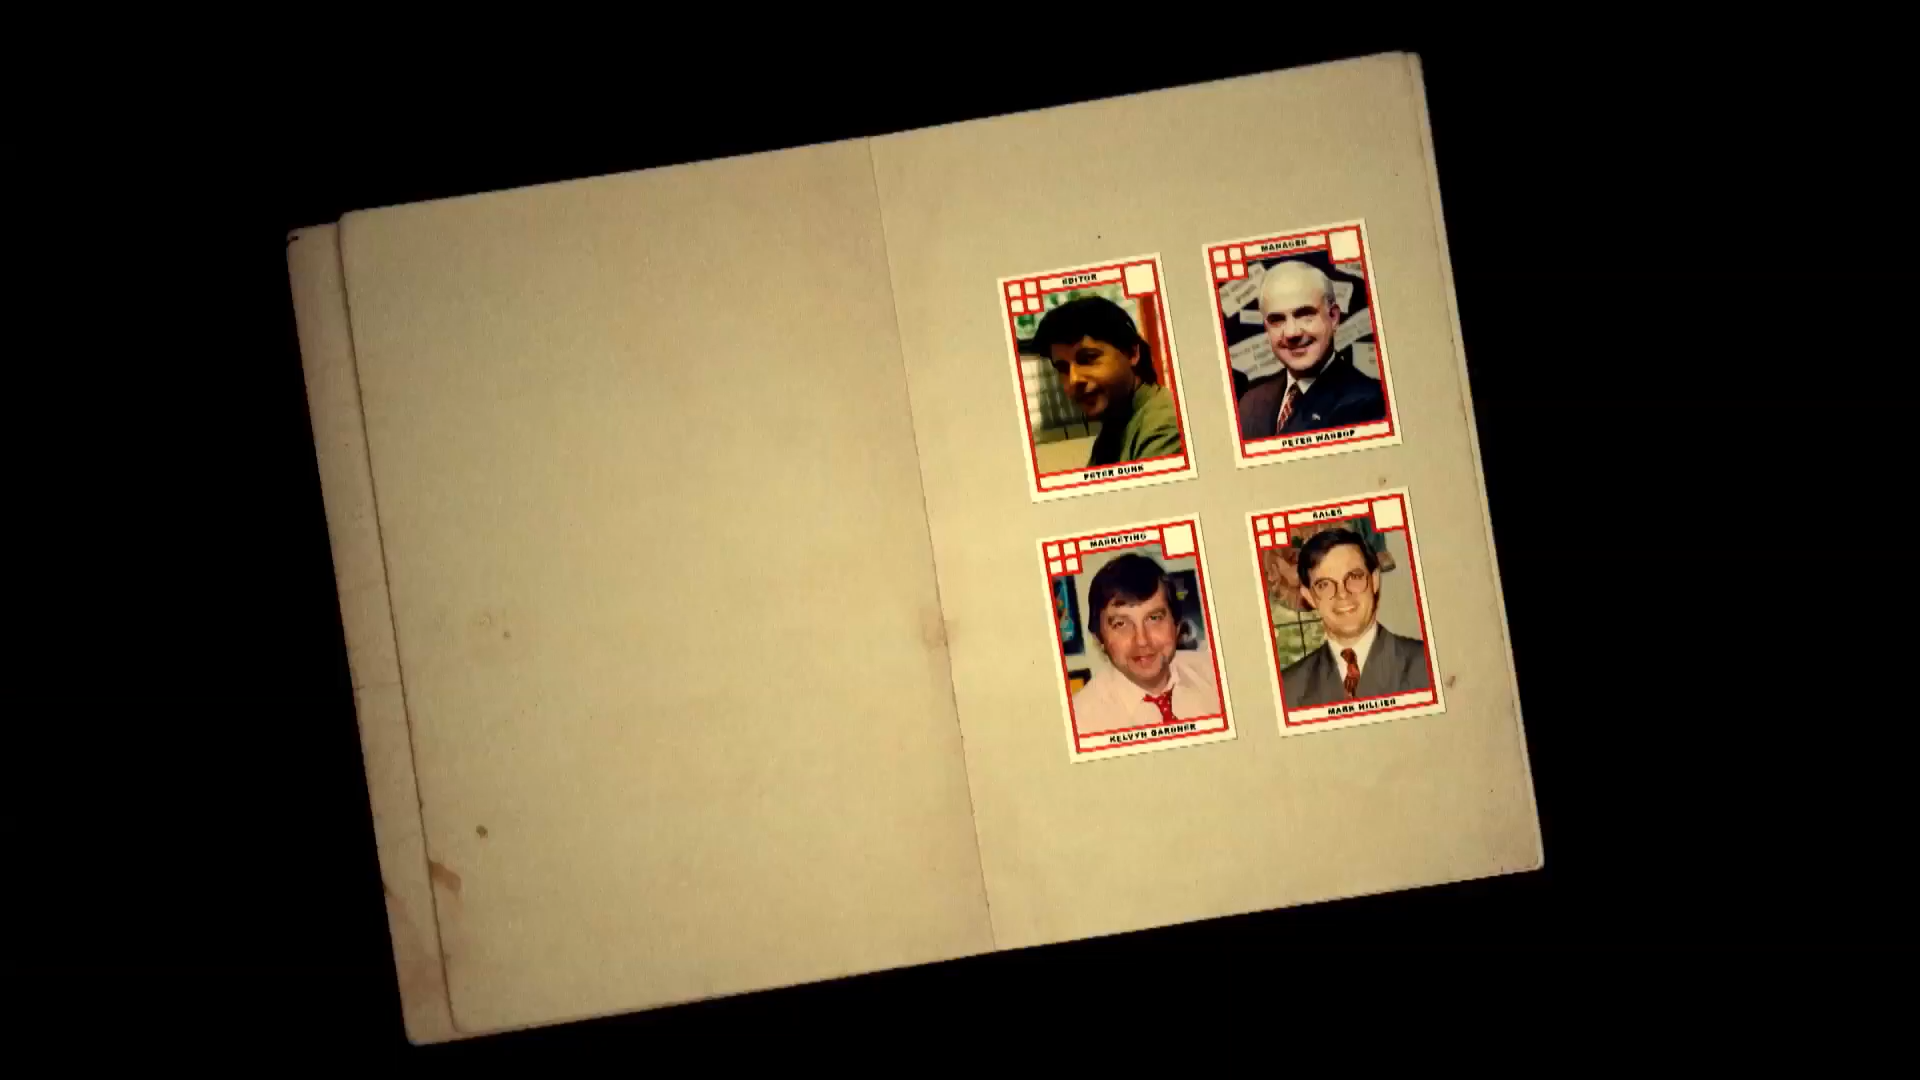 EDITOR
PETER DUNK
MANAGER
PETER WARSOP
MARKETING
KELVYN GARDNER
SALES
MARK HILLIER